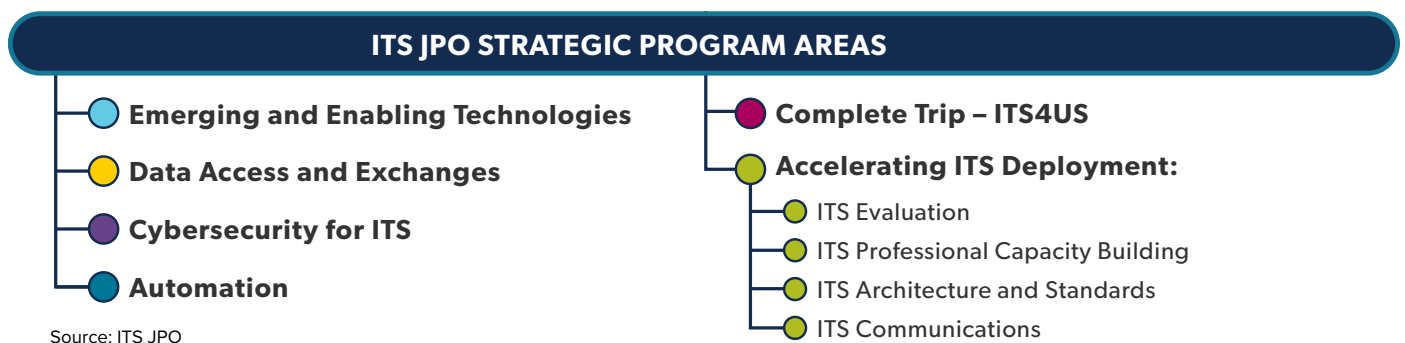 ITS JPO STRATEGIC PROGRAM AREAS
Emerging and Enabling Technologies
Data Access and Exchanges
Cybersecurity for ITS
Automation
Source: ITS JPO
Complete Trip – ITS4US
Accelerating ITS Deployment:
ITS Evaluation
ITS Professional Capacity Building
ITS Architecture and Standards
ITS Communications